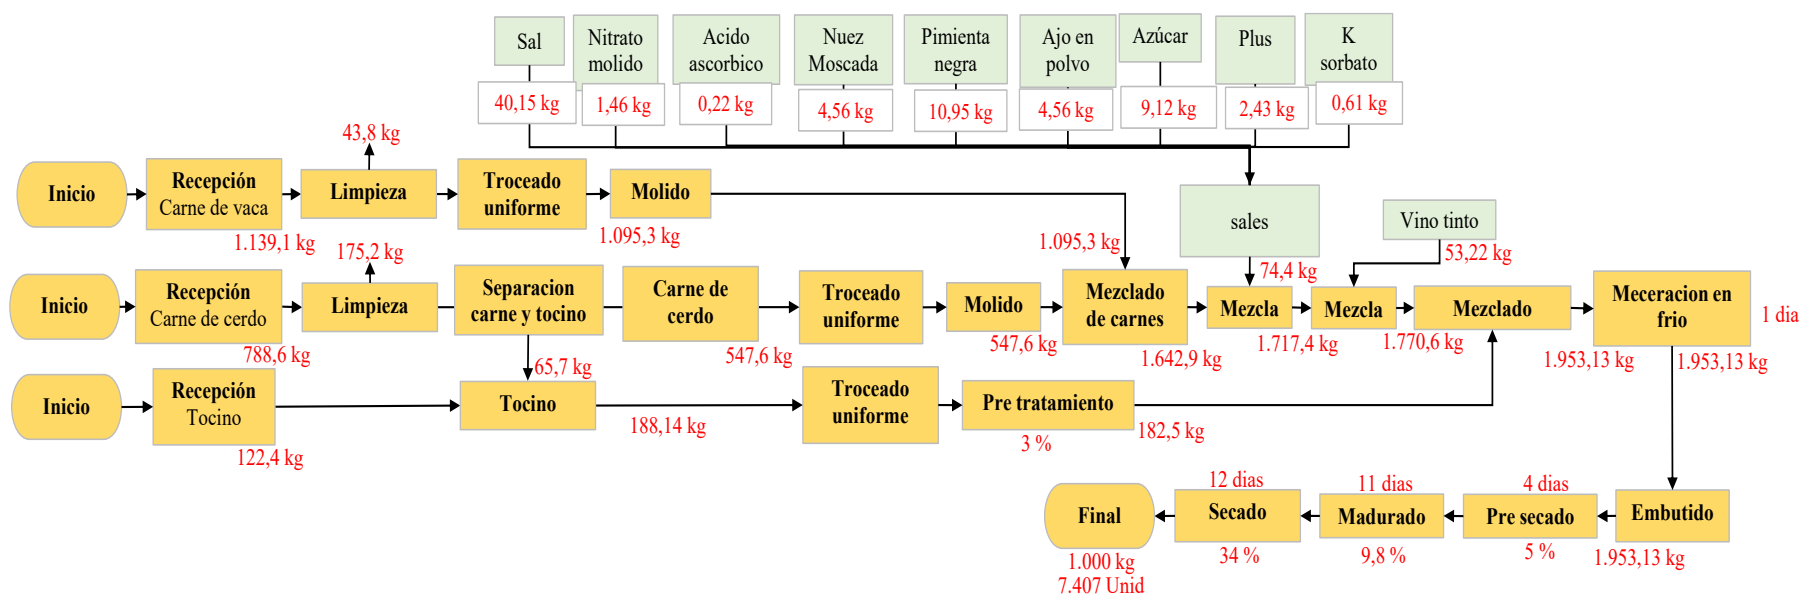 Sal
Nitrato
molido
Acido
ascorbico
Nuez
Moscada
Pimienta
negra
Ajo en
polvo
Azúcar
Plus
K
sorbato
40,15 kg
1,46 kg
0,22 kg
4,56 kg
10,95 kg
4,56 kg
9,12 kg
2,43 kg
0,61 kg
43,8 kg
Inicio
Recepción
Carne de vaca
Limpieza
Troceado
uniforme
Molido
sales
Vino tinto
1.139,1 kg
1.095,3 kg
1.095,3 kg
53,22 kg
175,2 kg
74,4 kg
Inicio
Recepción
Carne de cerdo
Limpieza
Separacion
carne y tocino
Carne de
cerdo
Troceado
uniforme
Molido
Mezclado
de carnes
Mezcla
Mezcla
Mezclado
Meceracion en
frio
1 dia
788,6 kg
65,7 kg
547,6 kg
547,6 kg
1.642,9 kg
1.717,4 kg
1.770,6 kg
1.953,13 kg
1.953,13 kg
Inicio
Recepción
Tocino
Tocino
Troceado
uniforme
Pre tratamiento
122,4 kg
188,14 kg
3 %
182,5 kg
12 dias
11 dias
4 dias
Final
Secado
Madurado
Pre secado
Embutido
1.000 kg
7.407 Unid
34 %
9,8 %
5 %
1.953,13 kg